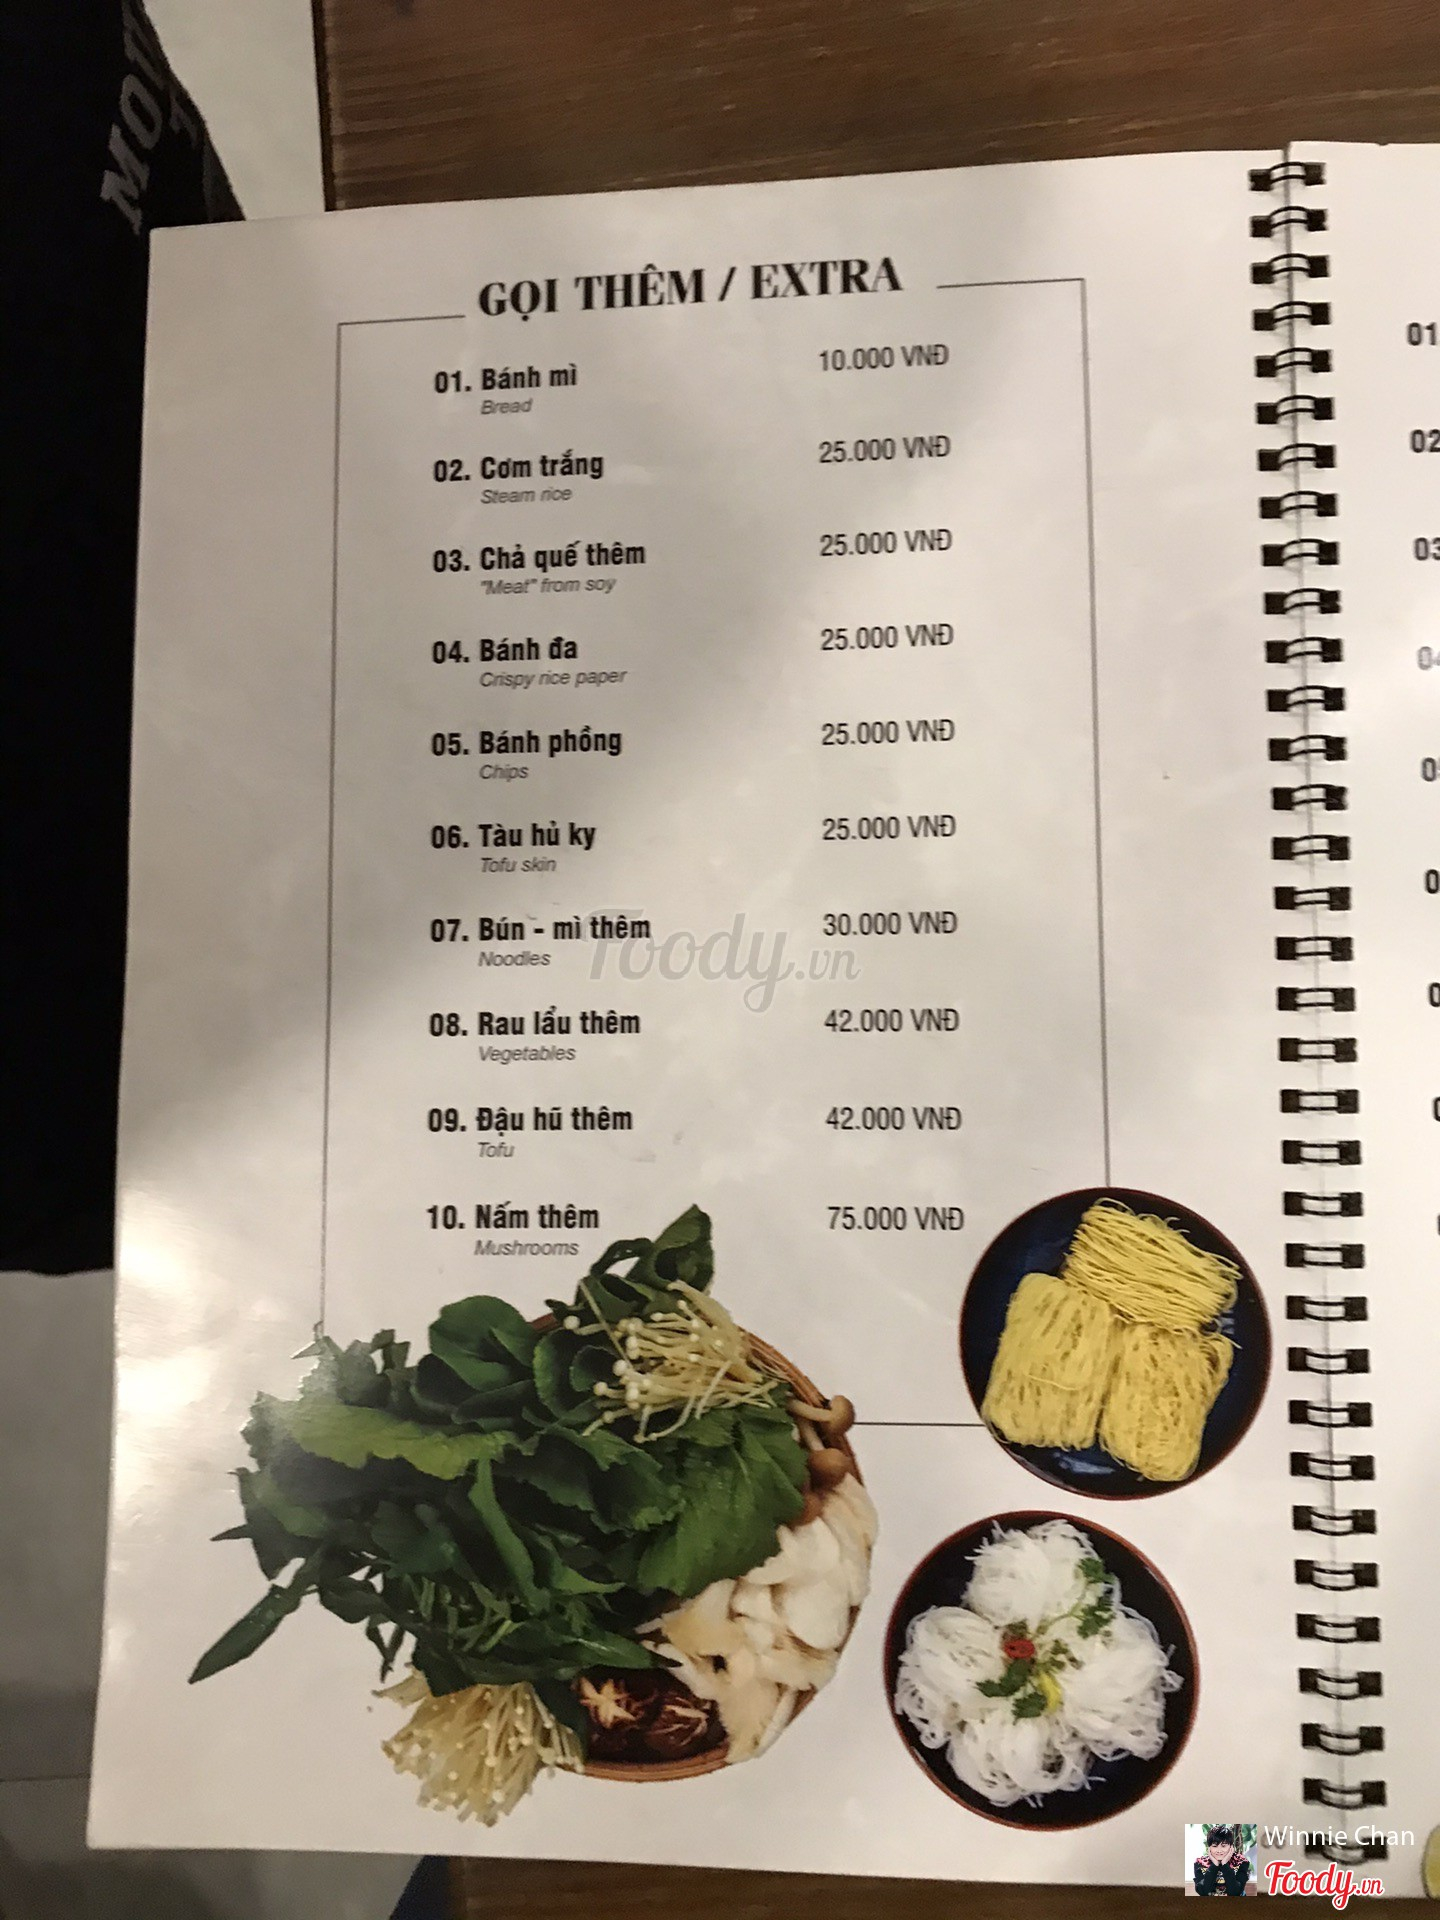 GỌI THÊM / EXTRA
01. Bánh mì 10.000 VNĐ
Bread
02. Cơm trắng 25.000 VNĐ
Steam rice
03. Chả quế thêm 25.000 VNĐ
"Meat" from soy
04. Bánh đa 25.000 VNĐ
Crispy rice paper
05. Bánh phồng 25.000 VNĐ
Chips
06. Tàu hủ ky 25.000 VNĐ
Tofu skin
07. Bún - mì thêm 30.000 VNĐ
Noodles
08. Rau lẩu thêm 42.000 VNĐ
Vegetables
09. Đậu hũ thêm 42.000 VNĐ
Tofu
10. Nấm thêm 75.000 VNĐ
Mushrooms
Foody.vn
01.
02
03
04
Winnie Chan
Foody.vn